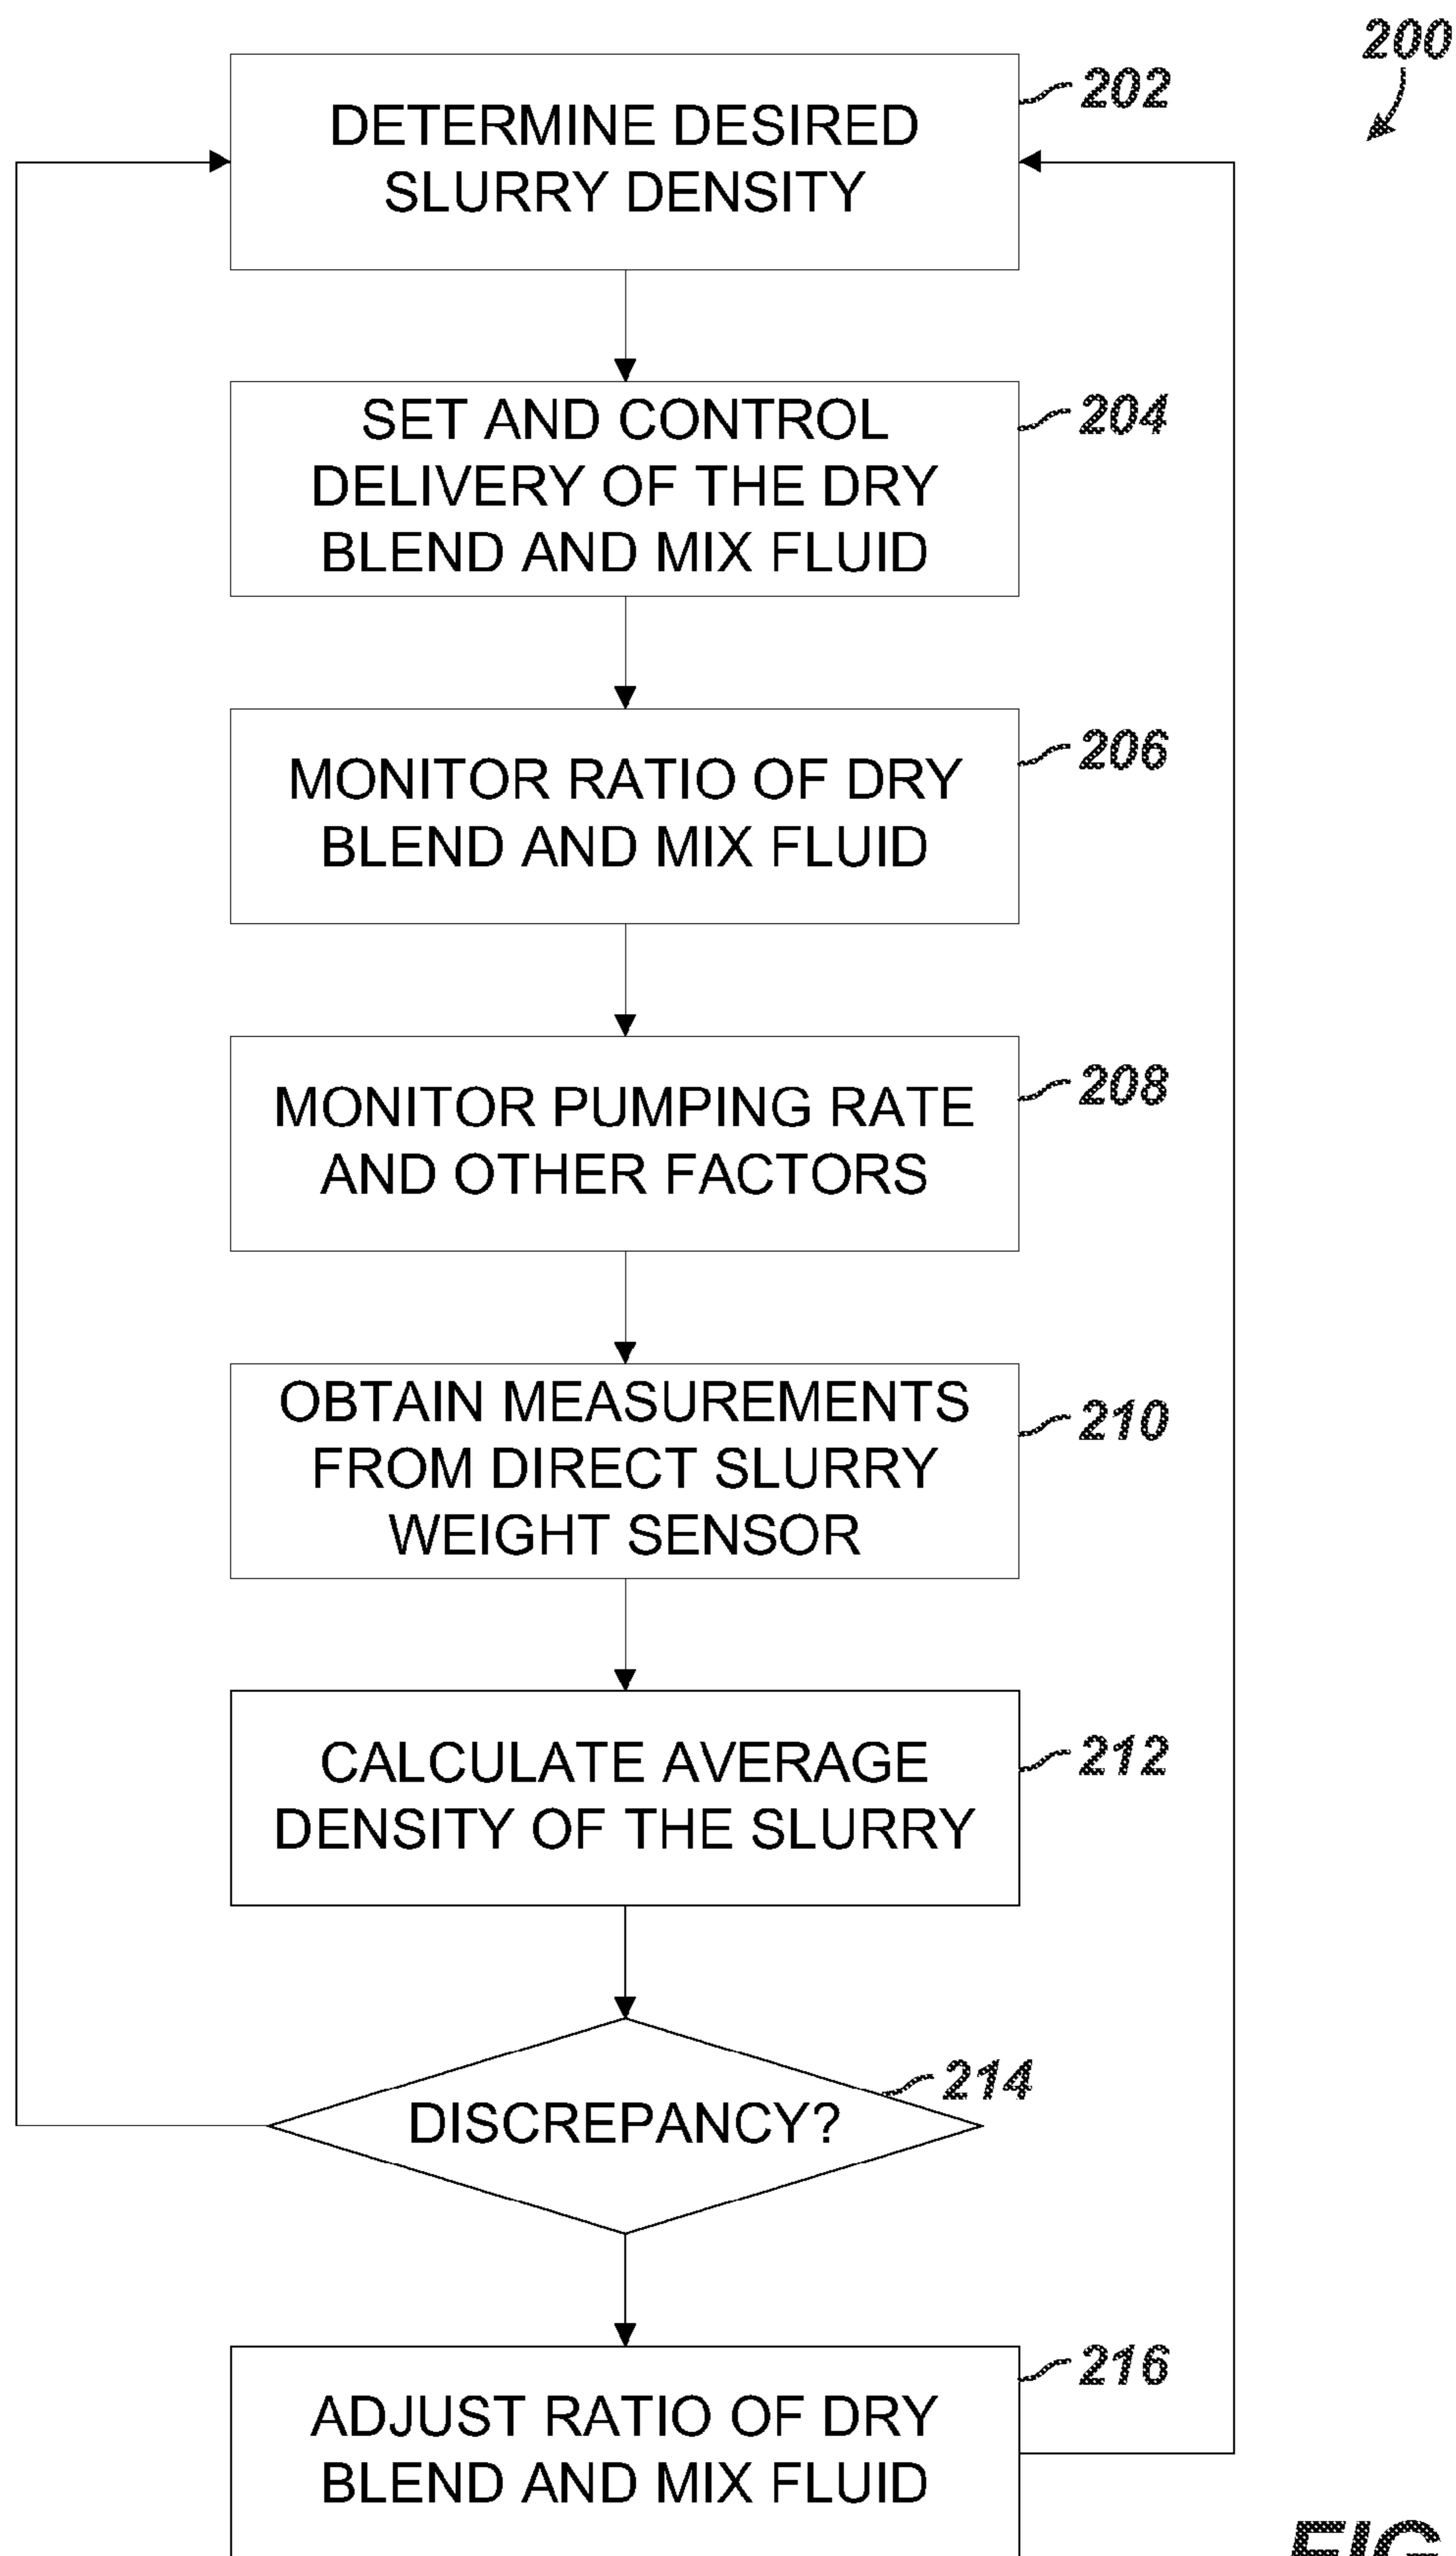 200
DETERMINE DESIRED
SLURRY DENSITY
202
SET AND CONTROL
DELIVERY OF THE DRY
BLEND AND MIX FLUID
204
MONITOR RATIO OF DRY
BLEND AND MIX FLUID
206
MONITOR PUMPING RATE
AND OTHER FACTORS
208
OBTAIN MEASUREMENTS
FROM DIRECT SLURRY
WEIGHT SENSOR
210
CALCULATE AVERAGE
DENSITY OF THE SLURRY
212
DISCREPANCY?
214
ADJUST RATIO OF DRY
BLEND AND MIX FLUID
216